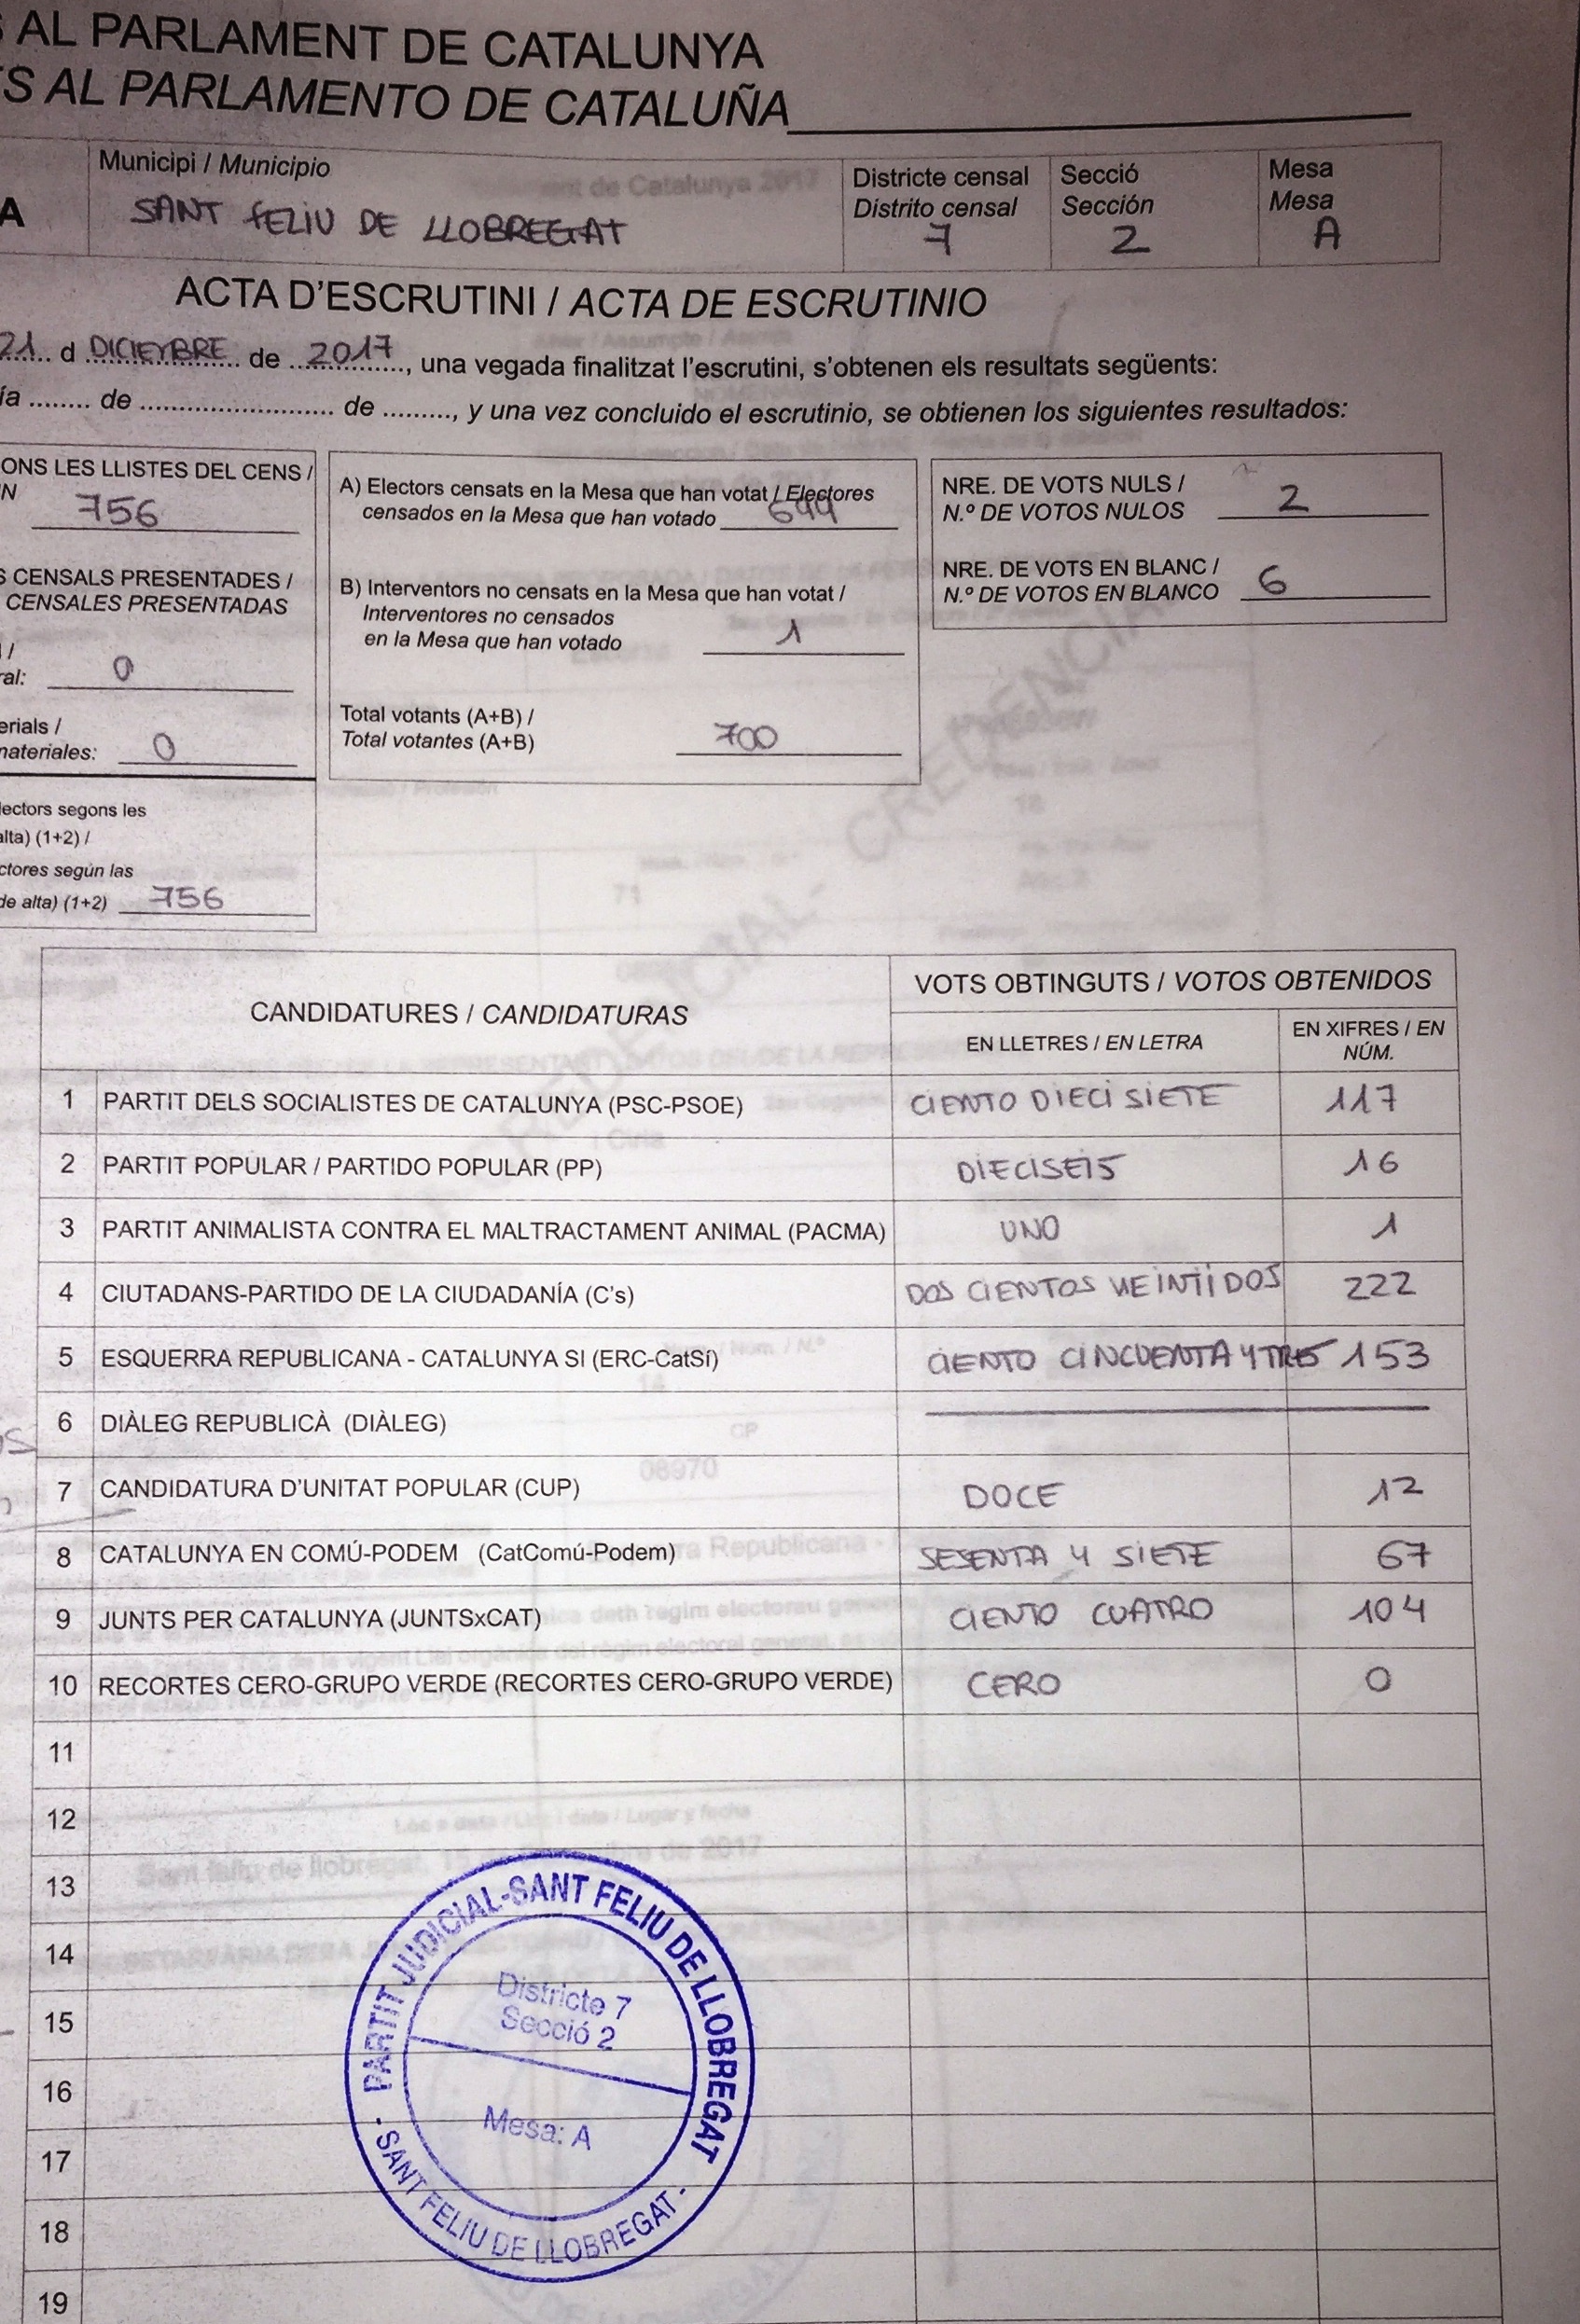 S AL PARLAMENT DE CATALUNYA
ES AL PARLAMENTO DE CATALUÑA
A
Municipi / Municipio
SANT FELIU DE LLOBREGAT
Districte censal
Distrito censal
7
Secció
Sección
2
Mesa
Mesa
A
ACTA D'ESCRUTINI / ACTA DE ESCRUTINIO
21 d DICIEMBRE de 2017, una vegada finalitzat l'escrutini, s'obtenen els resultats següents:
ía ........ de ........................ de ........., y una vez concluido el escrutinio, se obtienen los siguientes resultados:
ONS LES LLISTES DEL CENS /
N
756
S CENSALS PRESENTADES /
CENSALES PRESENTADAS
/
ral: 0
erials /
materiales: 0
lectors segons les
alta) (1+2) /
ctores según las
de alta) (1+2) 756
A) Electors censats en la Mesa que han votat / Electores
censados en la Mesa que han votado 699
B) Interventors no censats en la Mesa que han votat /
Interventores no censados
en la Mesa que han votado 1
Total votants (A+B) /
Total votantes (A+B) 700
NRE. DE VOTS NULS /
N.º DE VOTOS NULOS 2
NRE. DE VOTS EN BLANC /
N.º DE VOTOS EN BLANCO 6
CANDIDATURES / CANDIDATURAS
VOTS OBTINGUTS / VOTOS OBTENIDOS
EN LLETRES / EN LETRA
EN XIFRES / EN
NÚM.
1 PARTIT DELS SOCIALISTES DE CATALUNYA (PSC-PSOE) CIENTO DIECISIETE 117
2 PARTIT POPULAR / PARTIDO POPULAR (PP) DIECISEIS 16
3 PARTIT ANIMALISTA CONTRA EL MALTRACTAMENT ANIMAL (PACMA) UNO 1
4 CIUTADANS-PARTIDO DE LA CIUDADANÍA (C's) DOSCIENTOS VEINTIDOS 222
5 ESQUERRA REPUBLICANA - CATALUNYA SI (ERC-CatSí) CIENTO CINCUENTA Y TRES 153
6 DIÀLEG REPUBLICÀ (DIÀLEG)
7 CANDIDATURA D'UNITAT POPULAR (CUP) DOCE 12
8 CATALUNYA EN COMÚ-PODEM (CatComú-Podem) SESENTA Y SIETE 67
9 JUNTS PER CATALUNYA (JUNTSxCAT) CIENTO CUATRO 104
10 RECORTES CERO-GRUPO VERDE (RECORTES CERO-GRUPO VERDE) CERO 0
11
12
13
14
15
16
17
18
19
PARTIT JUDICIAL-SANT FELIU DE LLOBREGAT
Districte 7
Secció 2
Mesa: A
- SANT FELIU DE LLOBREGAT -
CREDENCIAL - CREDENCIA